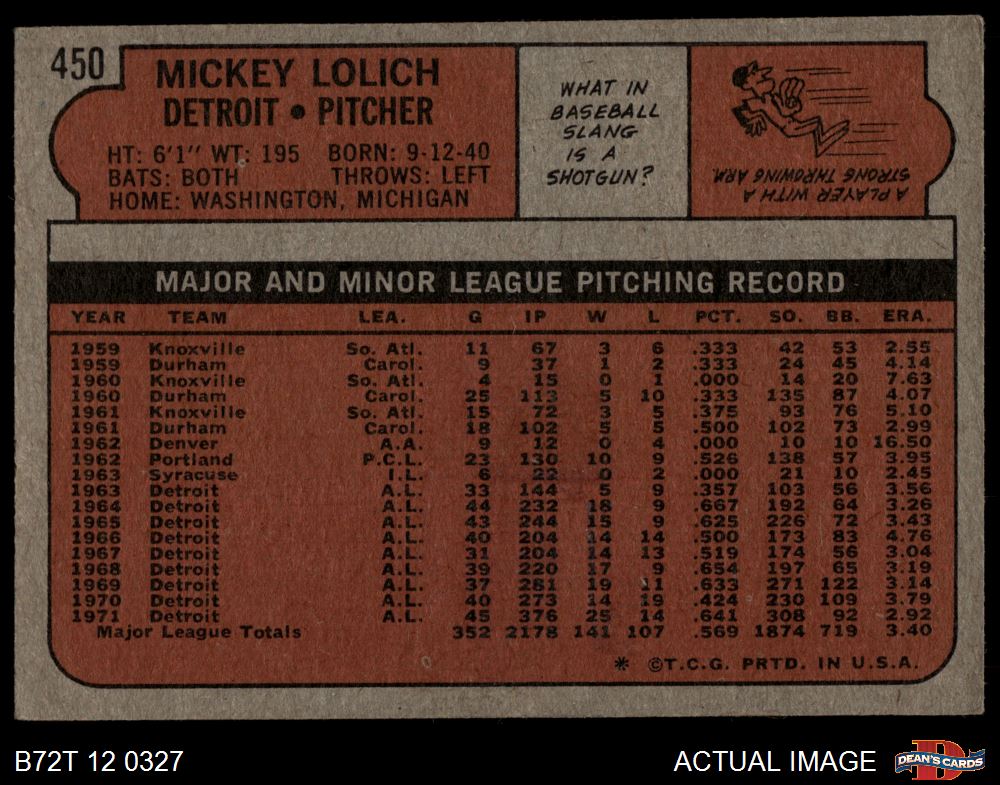 450
MICKEY LOLICH
DETROIT • PITCHER
HT: 6'1" WT: 195 BORN: 9-12-40
BATS: BOTH THROWS: LEFT
HOME: WASHINGTON, MICHIGAN
WHAT IN
BASEBALL
SLANG
IS A
SHOTGUN?
A PLAYER WITH A
STRONG THROWING ARM
MAJOR AND MINOR LEAGUE PITCHING RECORD
YEAR TEAM LEA. G IP W L PCT. SO. BB. ERA.
1959 Knoxville So. Atl. 11 67 3 6 .333 42 53 2.55
1959 Durham Carol. 9 37 1 2 .333 24 45 4.14
1960 Knoxville So. Atl. 4 15 0 1 .000 14 20 7.63
1960 Durham Carol. 25 113 5 10 .333 135 87 4.07
1961 Knoxville So. Atl. 15 72 3 5 .375 93 76 5.10
1961 Durham Carol. 18 102 5 5 .500 102 73 2.99
1962 Denver A.A. 9 12 0 4 .000 10 10 16.50
1962 Portland P.C.L. 23 130 10 9 .526 138 57 3.95
1963 Syracuse I.L. 6 22 0 2 .000 21 10 2.45
1963 Detroit A.L. 33 144 5 9 .357 103 56 3.56
1964 Detroit A.L. 44 232 18 9 .667 192 64 3.26
1965 Detroit A.L. 43 244 15 9 .625 226 72 3.43
1966 Detroit A.L. 40 204 14 14 .500 173 83 4.76
1967 Detroit A.L. 31 204 14 13 .519 174 56 3.04
1968 Detroit A.L. 39 220 17 9 .654 197 65 3.19
1969 Detroit A.L. 37 281 19 11 .633 271 122 3.14
1970 Detroit A.L. 40 273 14 19 .424 230 109 3.79
1971 Detroit A.L. 45 376 25 14 .641 308 92 2.92
Major League Totals 352 2178 141 107 .569 1874 719 3.40
* ©T.C.G. PRTD. IN U.S.A.
B72T 12 0327
ACTUAL IMAGE
D
DEAN'S CARDS